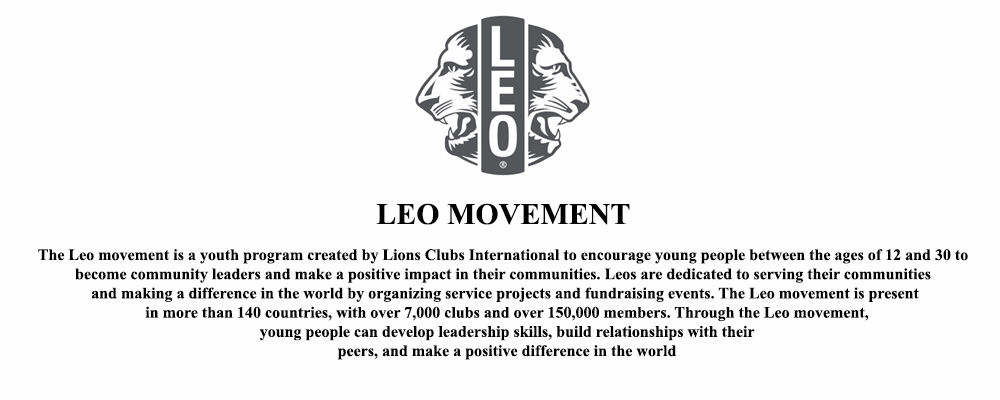 LEO
®
LEO MOVEMENT
The Leo movement is a youth program created by Lions Clubs International to encourage young people between the ages of 12 and 30 to
become community leaders and make a positive impact in their communities. Leos are dedicated to serving their communities
and making a difference in the world by organizing service projects and fundraising events. The Leo movement is present
in more than 140 countries, with over 7,000 clubs and over 150,000 members. Through the Leo movement,
young people can develop leadership skills, build relationships with their
peers, and make a positive difference in the world